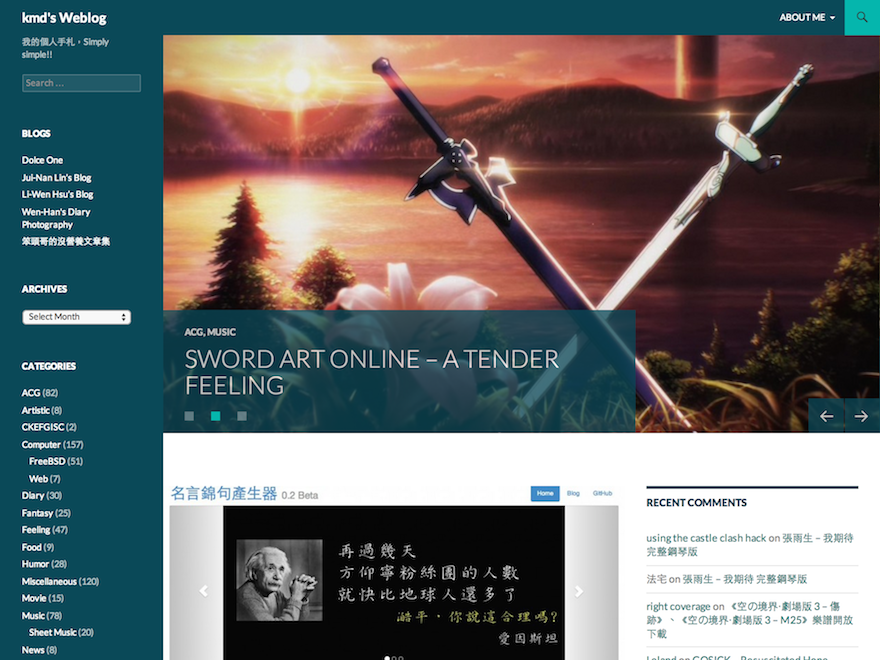 kmd's Weblog
ABOUT ME
我的個人手札，Simply
simple!!
Search …
BLOGS
Dolce One
Jui-Nan Lin's Blog
Li-Wen Hsu's Blog
Wen-Han's Diary
Photography
笨頭哥的沒營養文章集
ARCHIVES
Select Month
CATEGORIES
ACG (82)
Artistic (8)
CKEFGISC (2)
Computer (157)
FreeBSD (51)
Web (7)
Diary (30)
Fantasy (25)
Feeling (47)
Food (9)
Humor (28)
Miscellaneous (120)
Movie (15)
Music (78)
Sheet Music (20)
News (8)
ACG, MUSIC
SWORD ART ONLINE – A TENDER
FEELING
名言錦句產生器 0.2 Beta
Home
Blog
GitHub
再過幾天
方仰寧粉絲團的人數
就快比地球人還多了
皓平，你說這合理嗎?
愛因斯坦
RECENT COMMENTS
using the castle clash hack on 張雨生 – 我期待
完整鋼琴版
法宅 on 張雨生 – 我期待 完整鋼琴版
right coverage on 《空の境界·劇場版 3 – 傷
跡》、《空の境界·劇場版 3 – M25》樂譜開放
下載
Leland on GOSICK – Resuscitated Hope